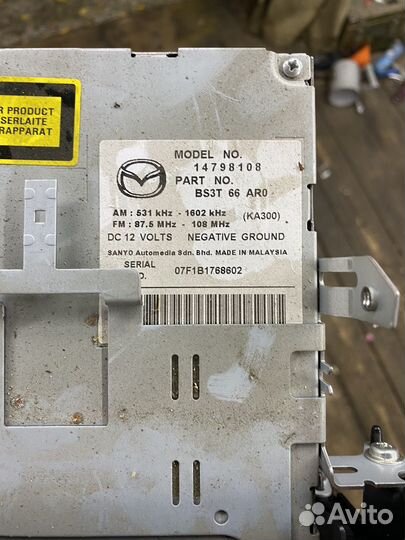 R PRODUCT
SERLAITE
RAPPARAT
MODEL NO.
14798108
PART NO.
BS3T 66 AR0
AM : 531 kHz - 1602 kHz (KA300)
FM : 87.5 MHz - 108 MHz
DC 12 VOLTS NEGATIVE GROUND
SANYO Automedia Sdn. Bhd. MADE IN MALAYSIA
SERIAL
O. 07F1B1768602
Avito